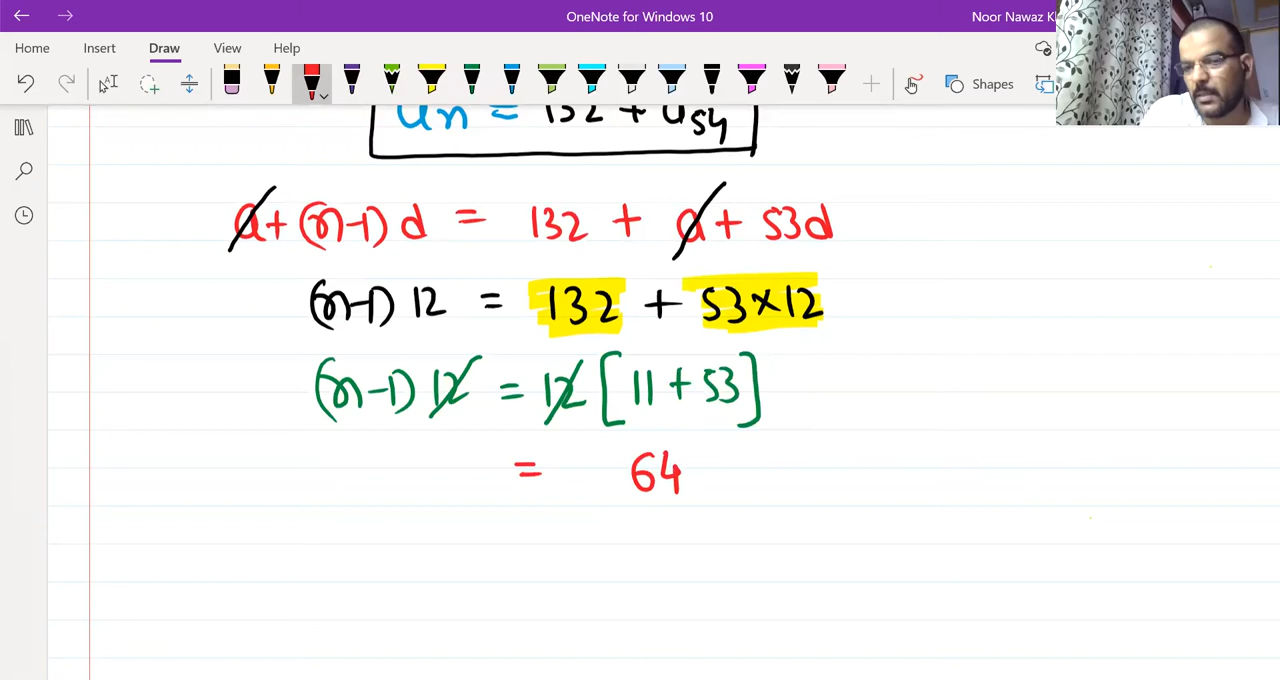 OneNote for Windows 10
Noor Nawaz
Home Insert Draw View Help
Shapes
an = 132 + a54
a + (n-1) d = 132 + a + 53d
(n-1) 12 = 132 + 53×12
(n-1) 12 = 12 [ 11 + 53 ]
= 64